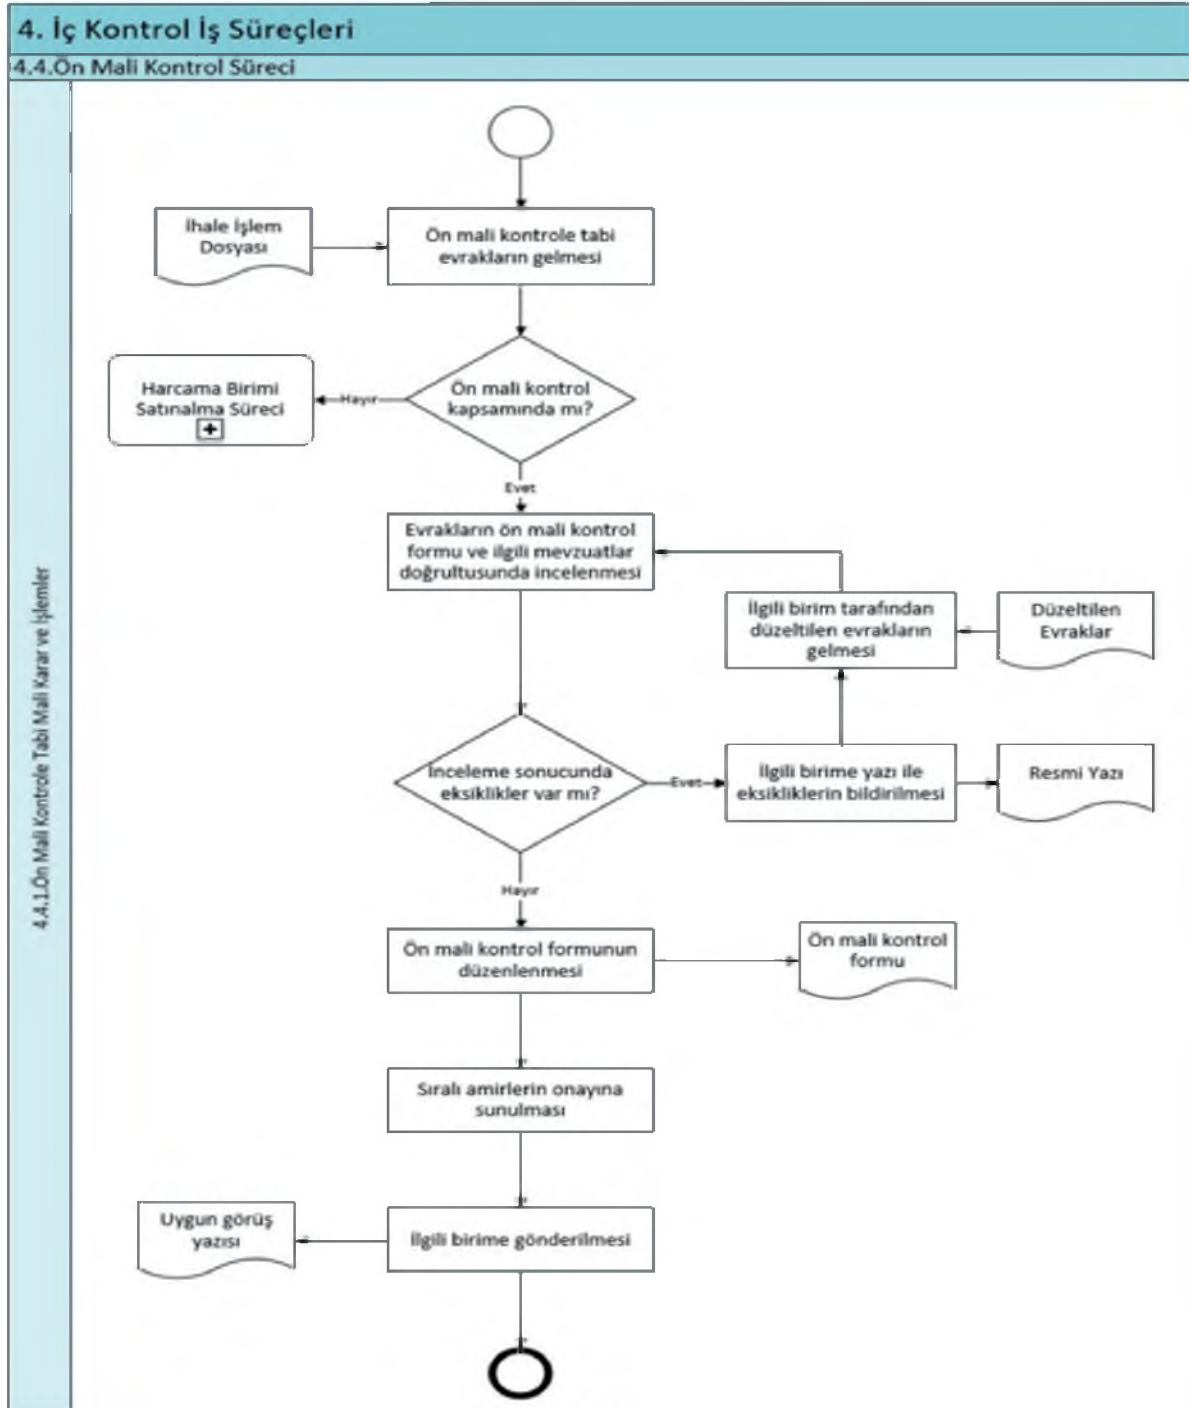 4. İç Kontrol İş Süreçleri
4.4.Ön Mali Kontrol Süreci
4.4.1.Ön Mali Kontrole Tabi Mali Karar ve İşlemler
İhale İşlem
Dosyası
Ön mali kontrole tabi
evrakların gelmesi
Harcama Birimi
Satınalma Süreci
Hayır
Ön mali kontrol
kapsamında mı?
Evet
Evrakların ön mali kontrol
formu ve ilgili mevzuatlar
doğrultusunda incelenmesi
İlgili birim tarafından
düzeltilen evrakların
gelmesi
Düzeltilen
Evraklar
İnceleme sonucunda
eksiklikler var mı?
Evet
İlgili birime yazı ile
eksikliklerin bildirilmesi
Resmi Yazı
Hayır
Ön mali kontrol formunun
düzenlenmesi
Ön mali kontrol
formu
Sıralı amirlerin onayına
sunulması
Uygun görüş
yazısı
İlgili birime gönderilmesi